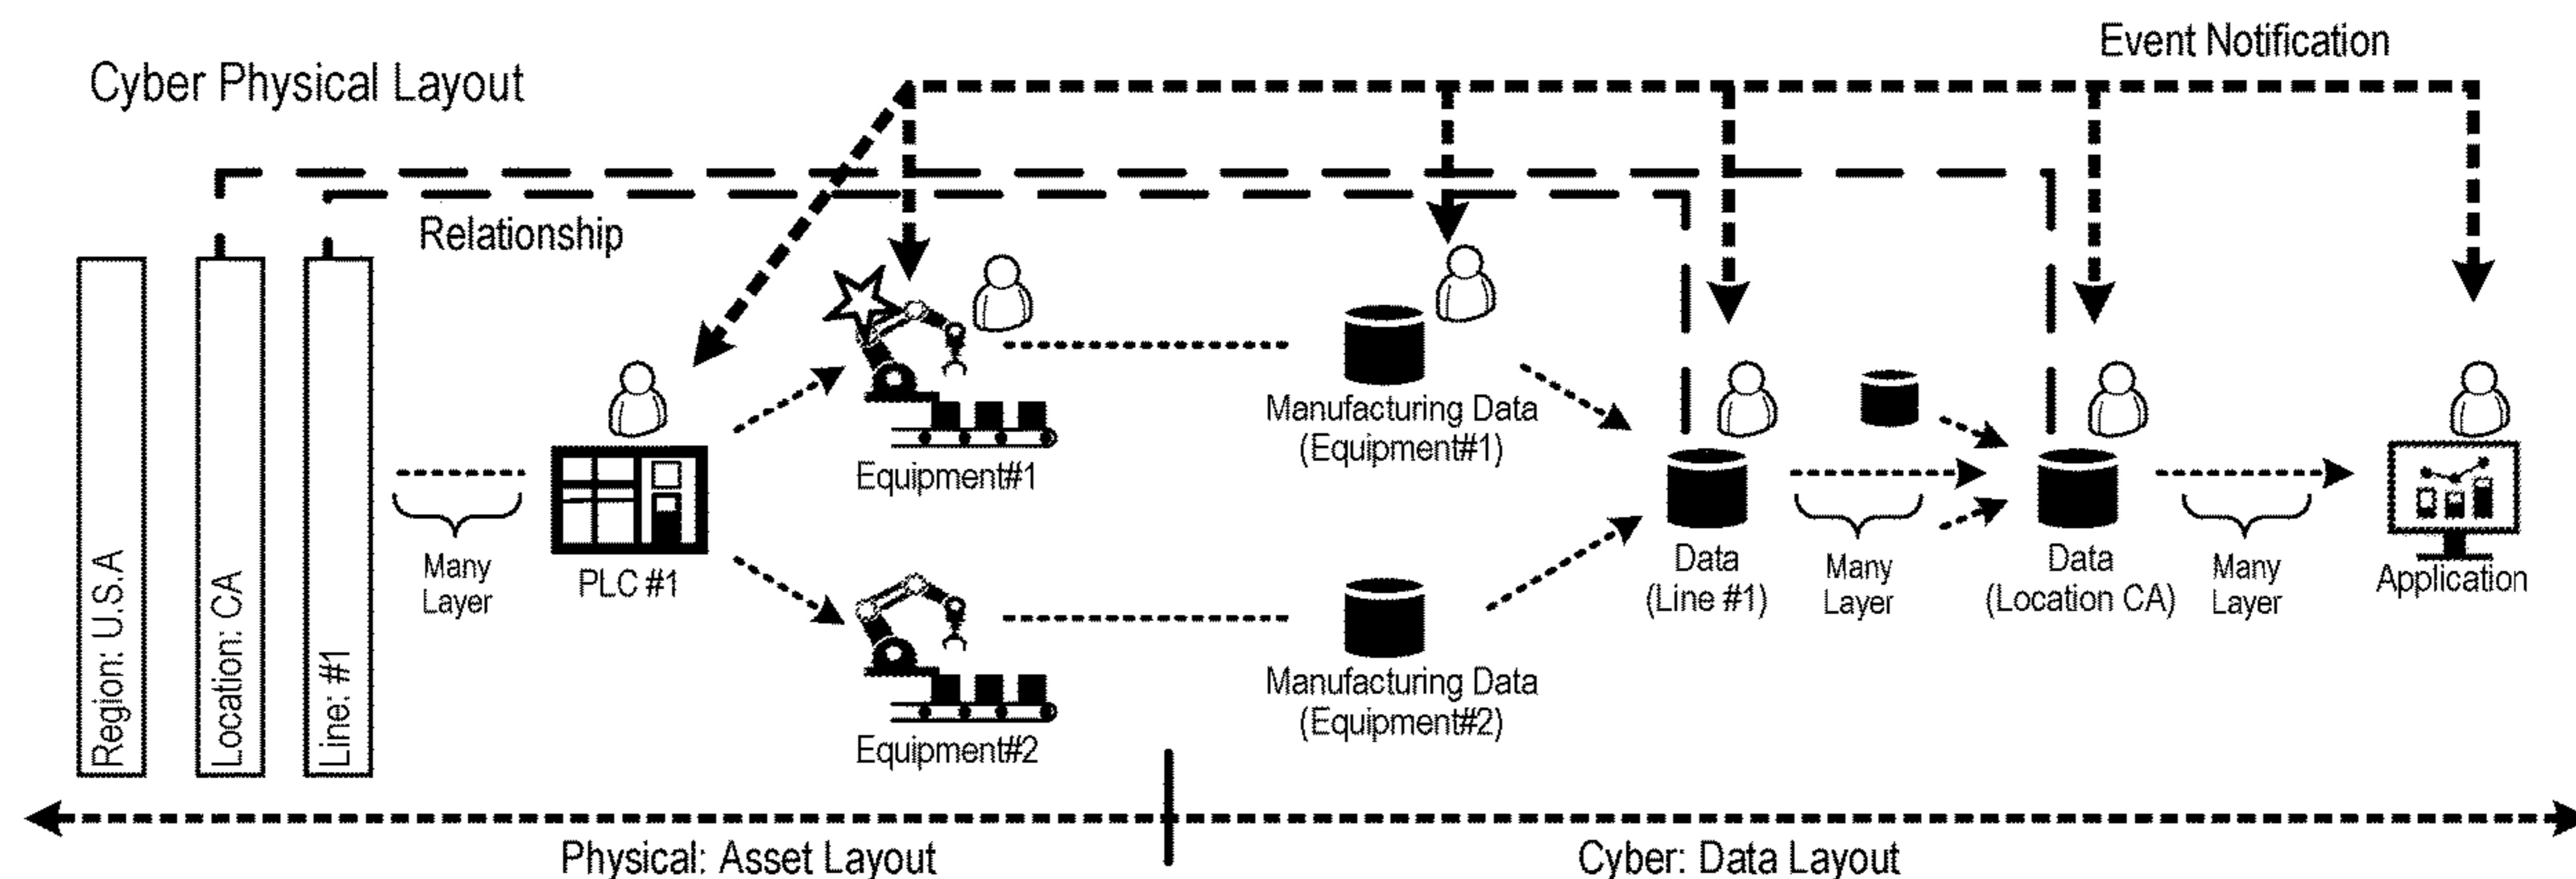 Event Notification
Cyber Physical Layout
Relationship
Region: U.S.A
Location: CA
Line: #1
Many
Layer
PLC #1
Equipment#1
Equipment#2
Manufacturing Data
(Equipment#1)
Manufacturing Data
(Equipment#2)
Data
(Line #1)
Many
Layer
Data
(Location CA)
Many
Layer
Application
Physical: Asset Layout
Cyber: Data Layout